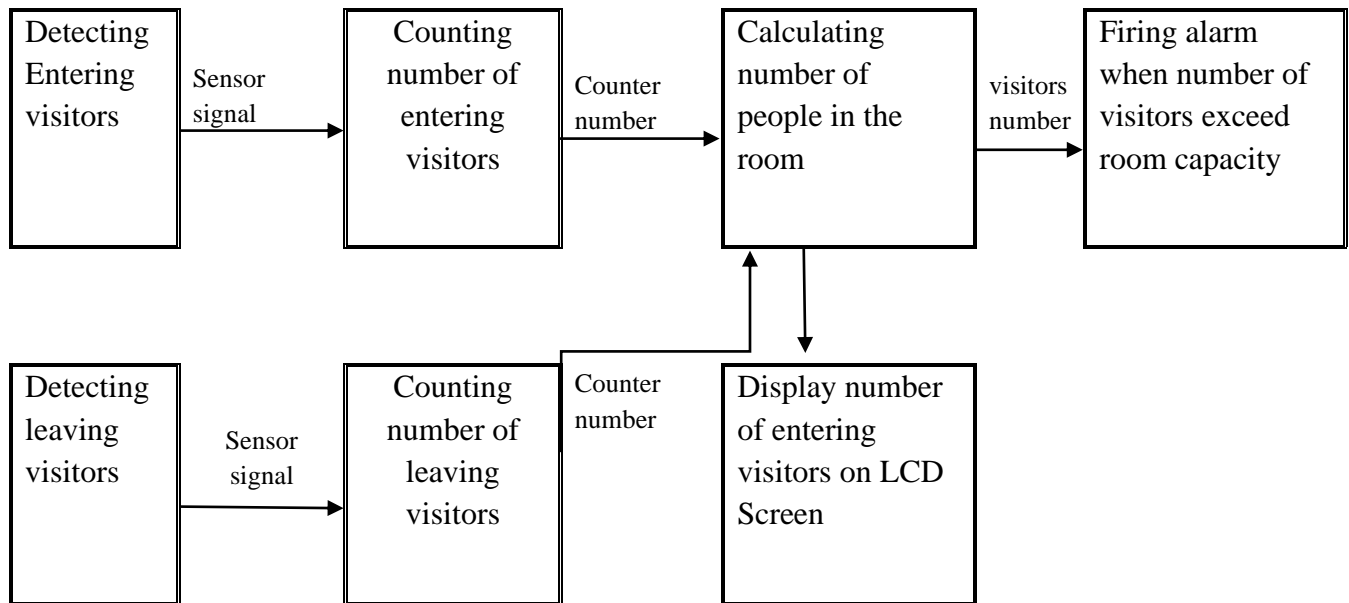 Detecting
Entering
visitors
Sensor
signal
Counting
number of
entering
visitors
Counter
number
Calculating
number of
people in the
room
visitors
number
Firing alarm
when number of
visitors exceed
room capacity
Detecting
leaving
visitors
Sensor
signal
Counting
number of
leaving
visitors
Counter
number
Display number
of entering
visitors on LCD
Screen